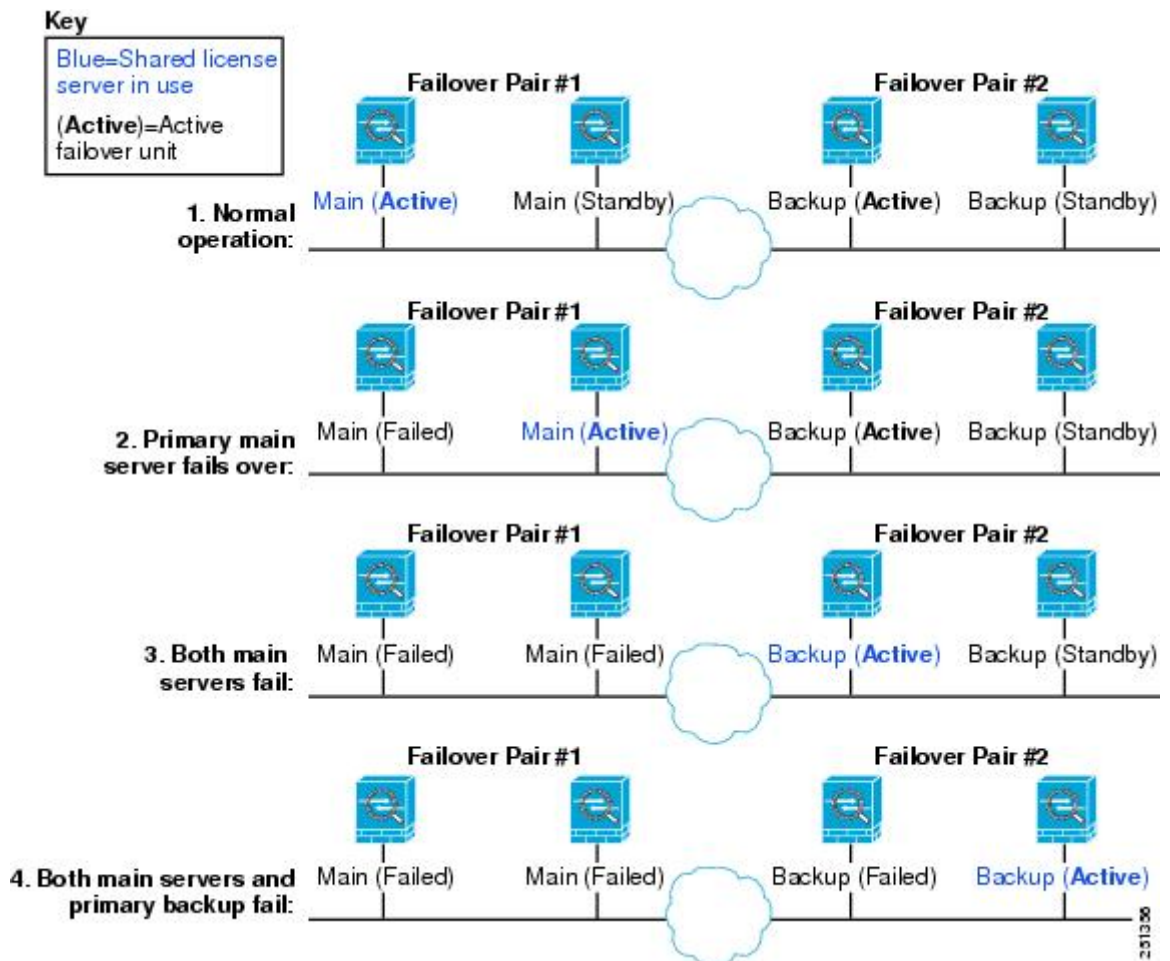 Key
Blue=Shared license
server in use
(Active)=Active
failover unit
Failover Pair #1
Failover Pair #2
1. Normal
operation:
Main (Active)
Main (Standby)
Backup (Active)
Backup (Standby)
Failover Pair #1
Failover Pair #2
2. Primary main
server fails over:
Main (Failed)
Main (Active)
Backup (Active)
Backup (Standby)
Failover Pair #1
Failover Pair #2
3. Both main
servers fail:
Main (Failed)
Main (Failed)
Backup (Active)
Backup (Standby)
Failover Pair #1
Failover Pair #2
4. Both main servers and
primary backup fail:
Main (Failed)
Main (Failed)
Backup (Failed)
Backup (Active)
251356